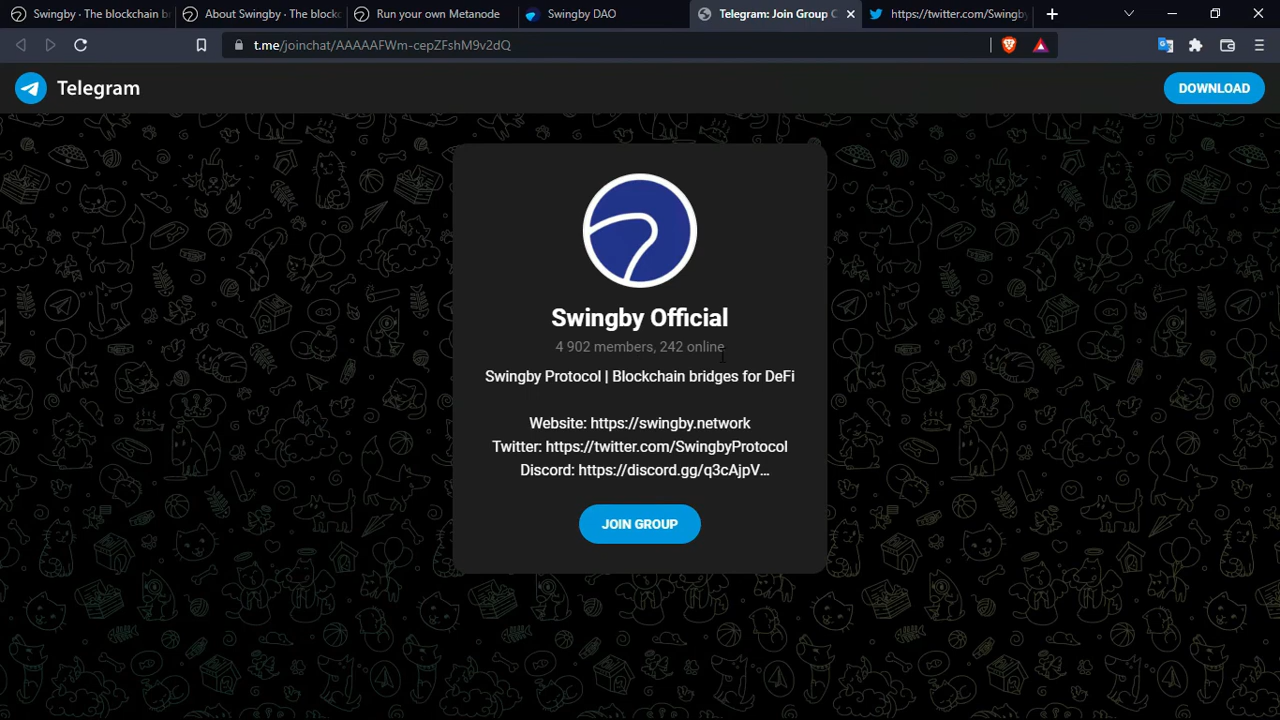 Swingby · The blockchain br
About Swingby · The blockc
Run your own Metanode
Swingby DAO
Telegram: Join Group C
https://twitter.com/Swingby
t.me/joinchat/AAAAAFWm-cepZFshM9v2dQ
Telegram
DOWNLOAD
Swingby Official
4 902 members, 242 online
Swingby Protocol | Blockchain bridges for DeFi
Website: https://swingby.network
Twitter: https://twitter.com/SwingbyProtocol
Discord: https://discord.gg/q3cAjpV...
JOIN GROUP